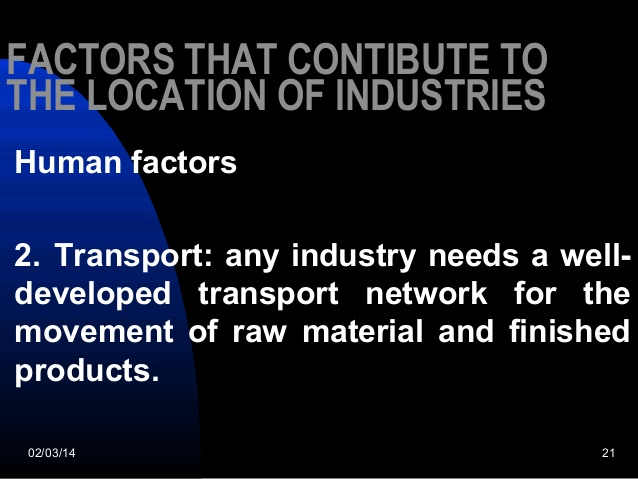 FACTORS THAT CONTIBUTE TO
THE LOCATION OF INDUSTRIES
Human factors
2. Transport: any industry needs a well-
developed transport network for the
movement of raw material and finished
products.
02/03/14 21